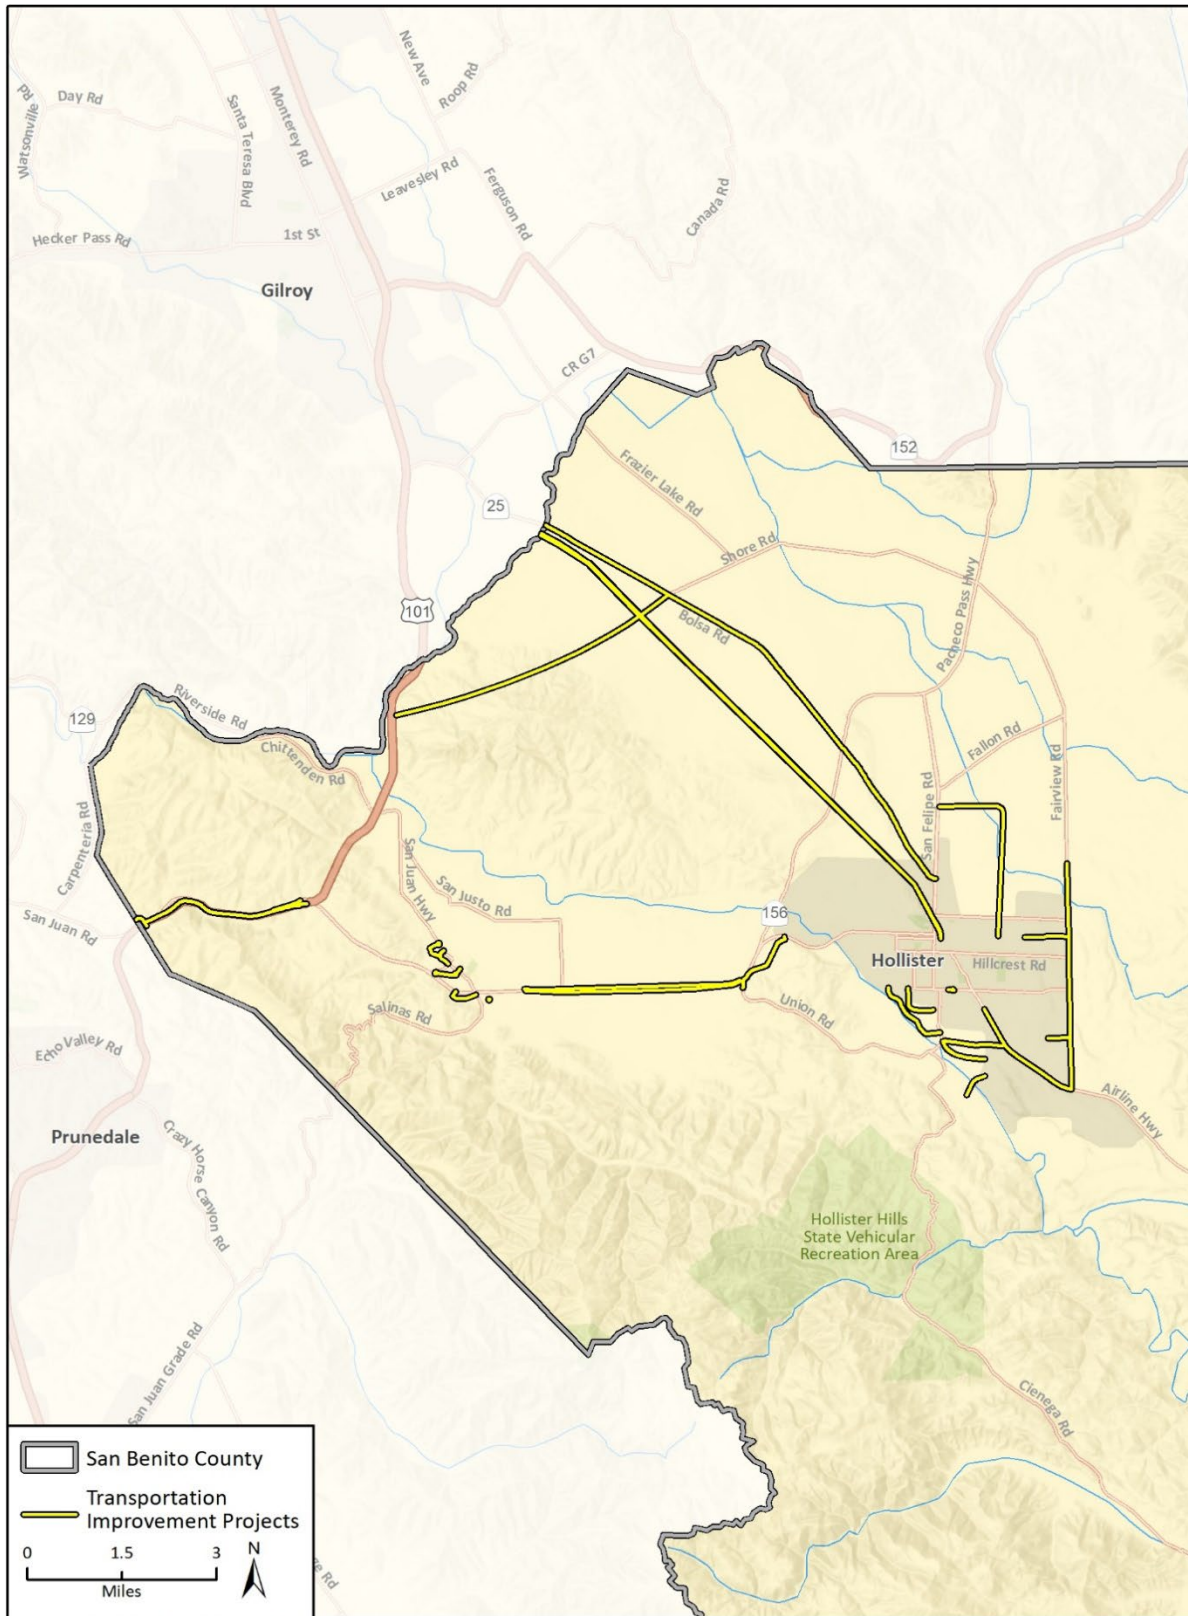 New Ave
Roop Rd
Watsonville Rd
Day Rd
Santa Teresa Blvd
Monterey Rd
Leavesley Rd
Ferguson Rd
Canada Rd
Hecker Pass Rd
1st St
Gilroy
CR G7
152
25
Frazier Lake Rd
Shore Rd
101
Bolsa Rd
Pacheco Pass Hwy
129
Riverside Rd
Chittenden Rd
Fallon Rd
Fairview Rd
San Felipe Rd
Carpenteria Rd
San Juan Hwy
San Justo Rd
San Juan Rd
156
Hollister
Hillcrest Rd
Salinas Rd
Union Rd
Echo Valley Rd
Airline Hwy
Prunedale
Crazy Horse Canyon Rd
Hollister Hills
State Vehicular
Recreation Area
San Juan Grade Rd
Cienega Rd
San Benito County
Transportation
Improvement Projects
0 1.5 3
Miles
N
Rd